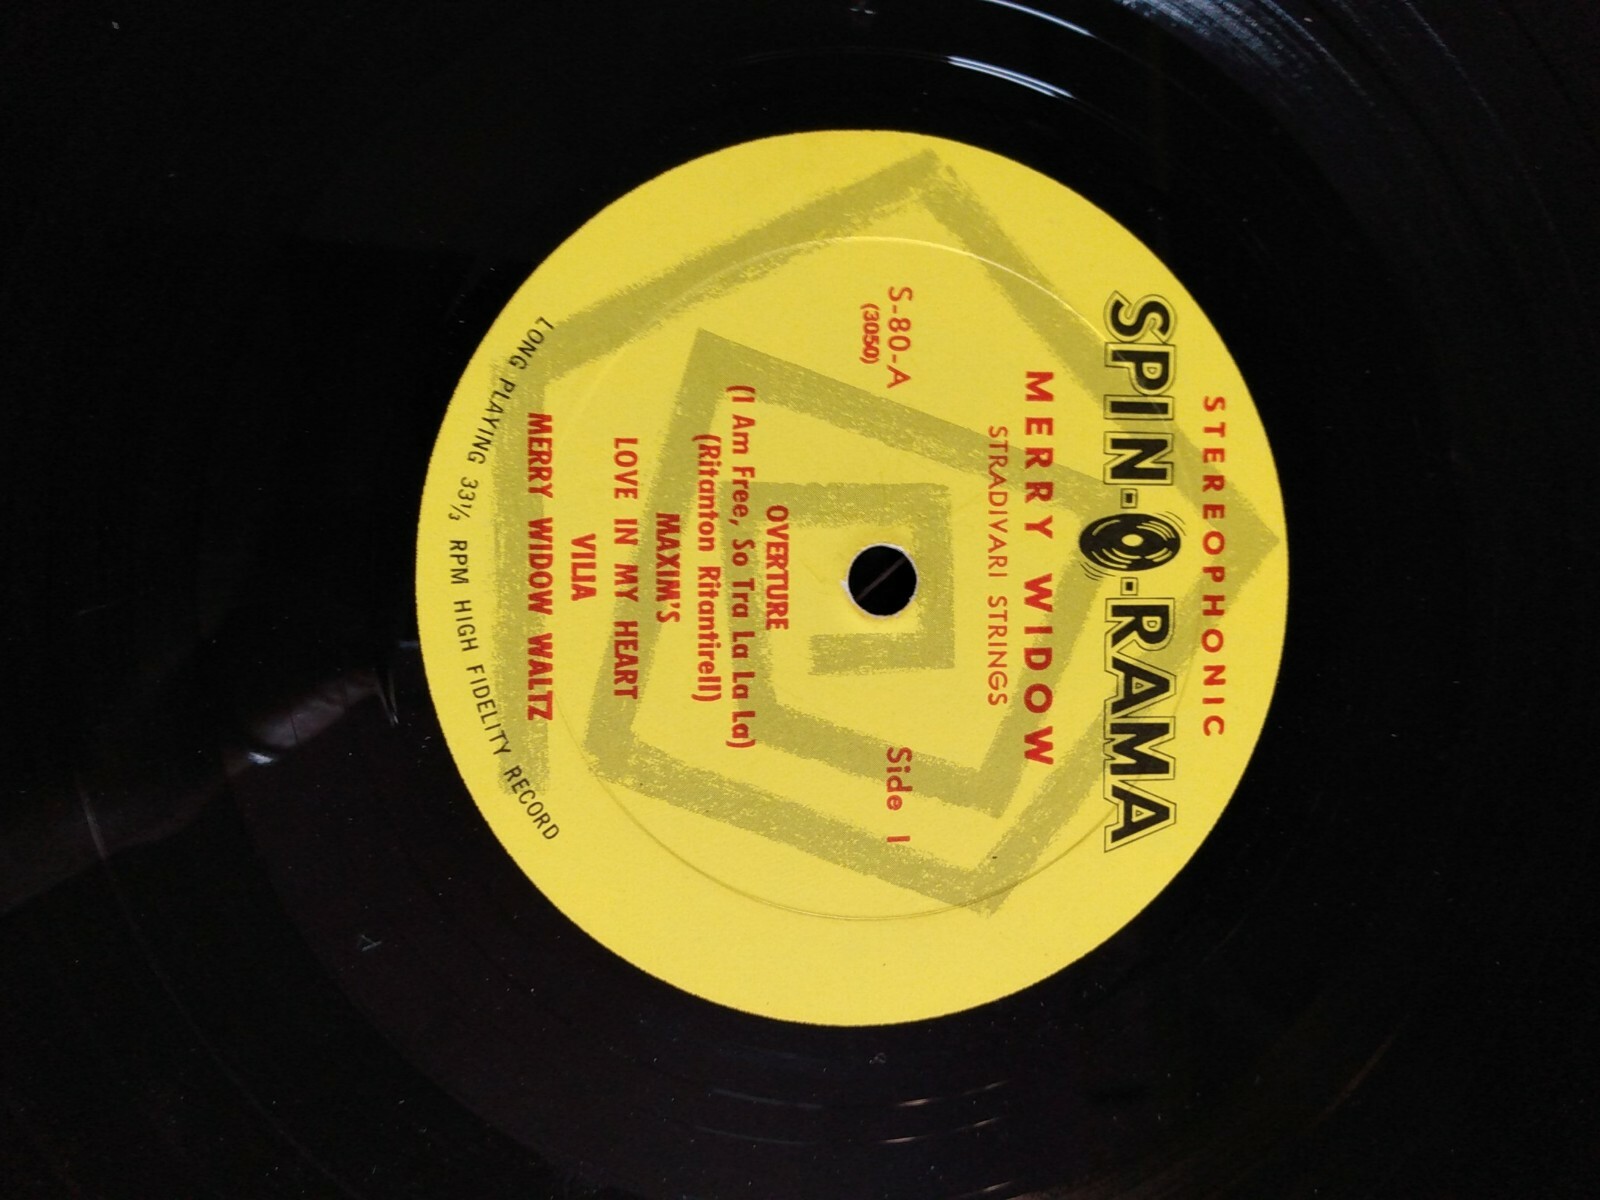 STEREOPHONIC
SPIN-O-RAMA
MERRY WIDOW
STRADIVARI STRINGS
S-80-A
(3050)
Side 1
OVERTURE
(I Am Free, So Tra La La La La)
(Ritanton Ritantirell)
MAXIM'S
LOVE IN MY HEART
VILIA
MERRY WIDOW WALTZ
LONG PLAYING 33⅓ RPM HIGH FIDELITY RECORD